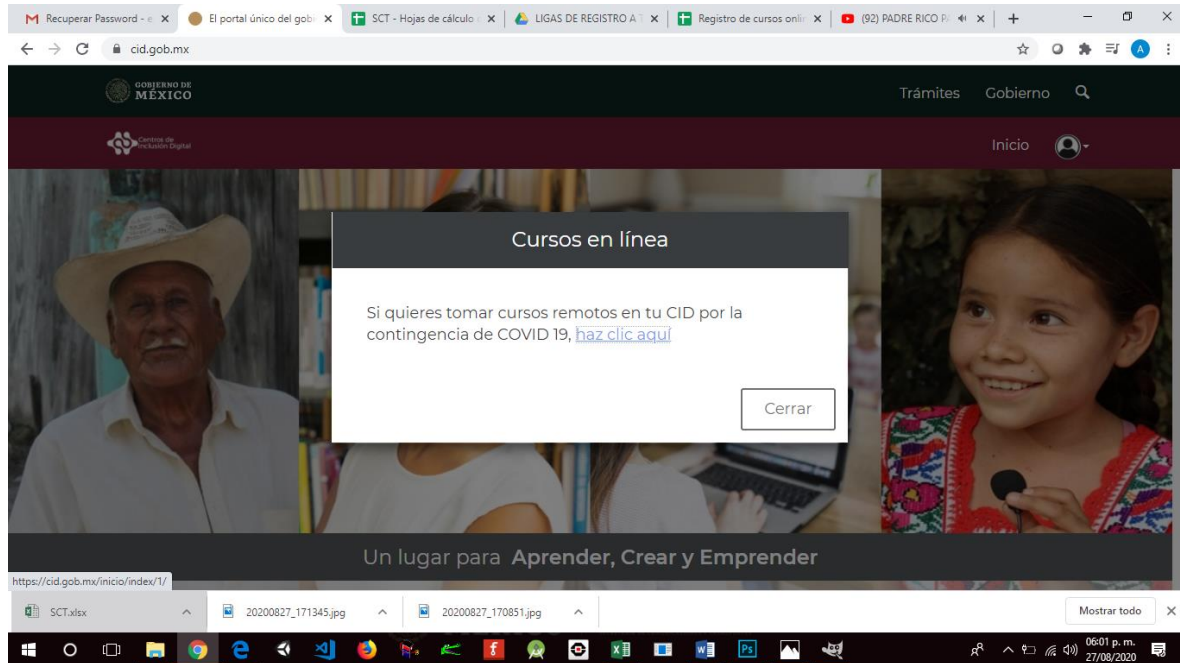 Recuperar Password - e
El portal único del gobi
SCT - Hojas de cálculo
LIGAS DE REGISTRO A T
Registro de cursos onlin
(92) PADRE RICO P
cid.gob.mx
A
GOBIERNO DE
MÉXICO
Trámites Gobierno
Centros de
Inclusión Digital
Inicio
Cursos en línea
Si quieres tomar cursos remotos en tu CID por la
contingencia de COVID 19, haz clic aquí
Cerrar
Un lugar para Aprender, Crear y Emprender
https://cid.gob.mx/inicio/index/1/
SCT.xlsx
20200827_171345.jpg
20200827_170851.jpg
Mostrar todo
06:01 p. m.
27/08/2020